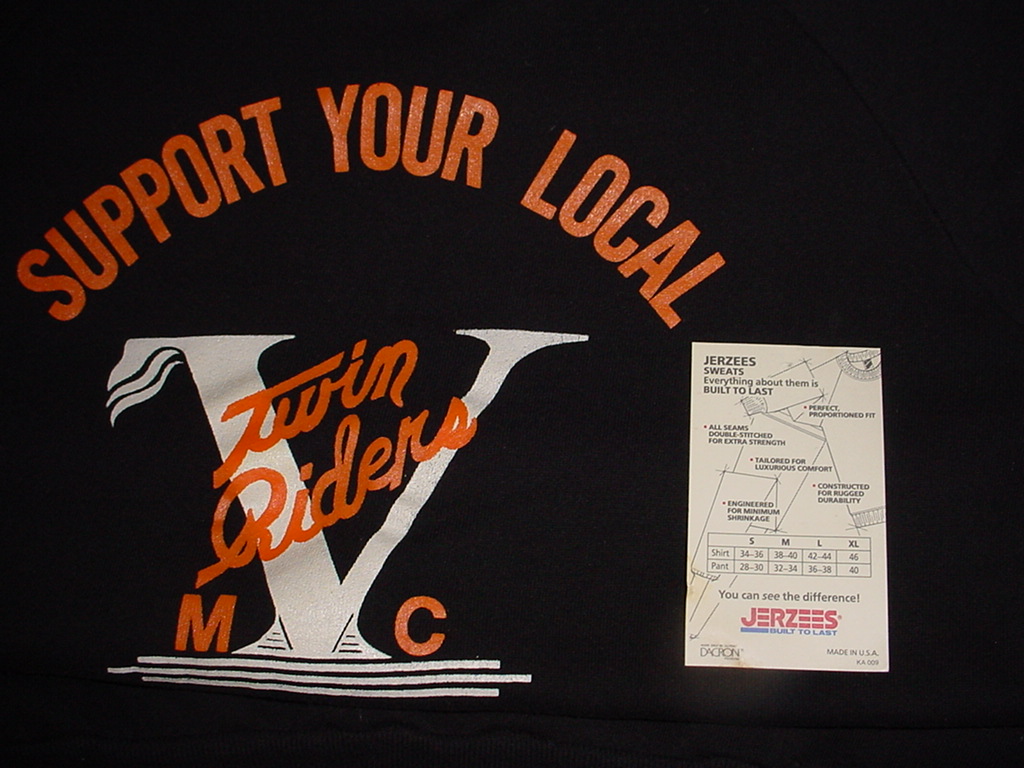 SUPPORT YOUR LOCAL
V
Twin
Riders
M C
JERZEES
SWEATS
Everything about them is
BUILT TO LAST
• PERFECT,
PROPORTIONED FIT
• ALL SEAMS
DOUBLE-STITCHED
FOR EXTRA STRENGTH
• TAILORED FOR
LUXURIOUS COMFORT
• CONSTRUCTED
FOR RUGGED
DURABILITY
• ENGINEERED
FOR MINIMUM
SHRINKAGE
S M L XL
Shirt 34–36 38–40 42–44 46
Pant 28–30 32–34 36–38 40
You can see the difference!
JERZEES®
BUILT TO LAST
DACRON
MADE IN U.S.A.
KA 009